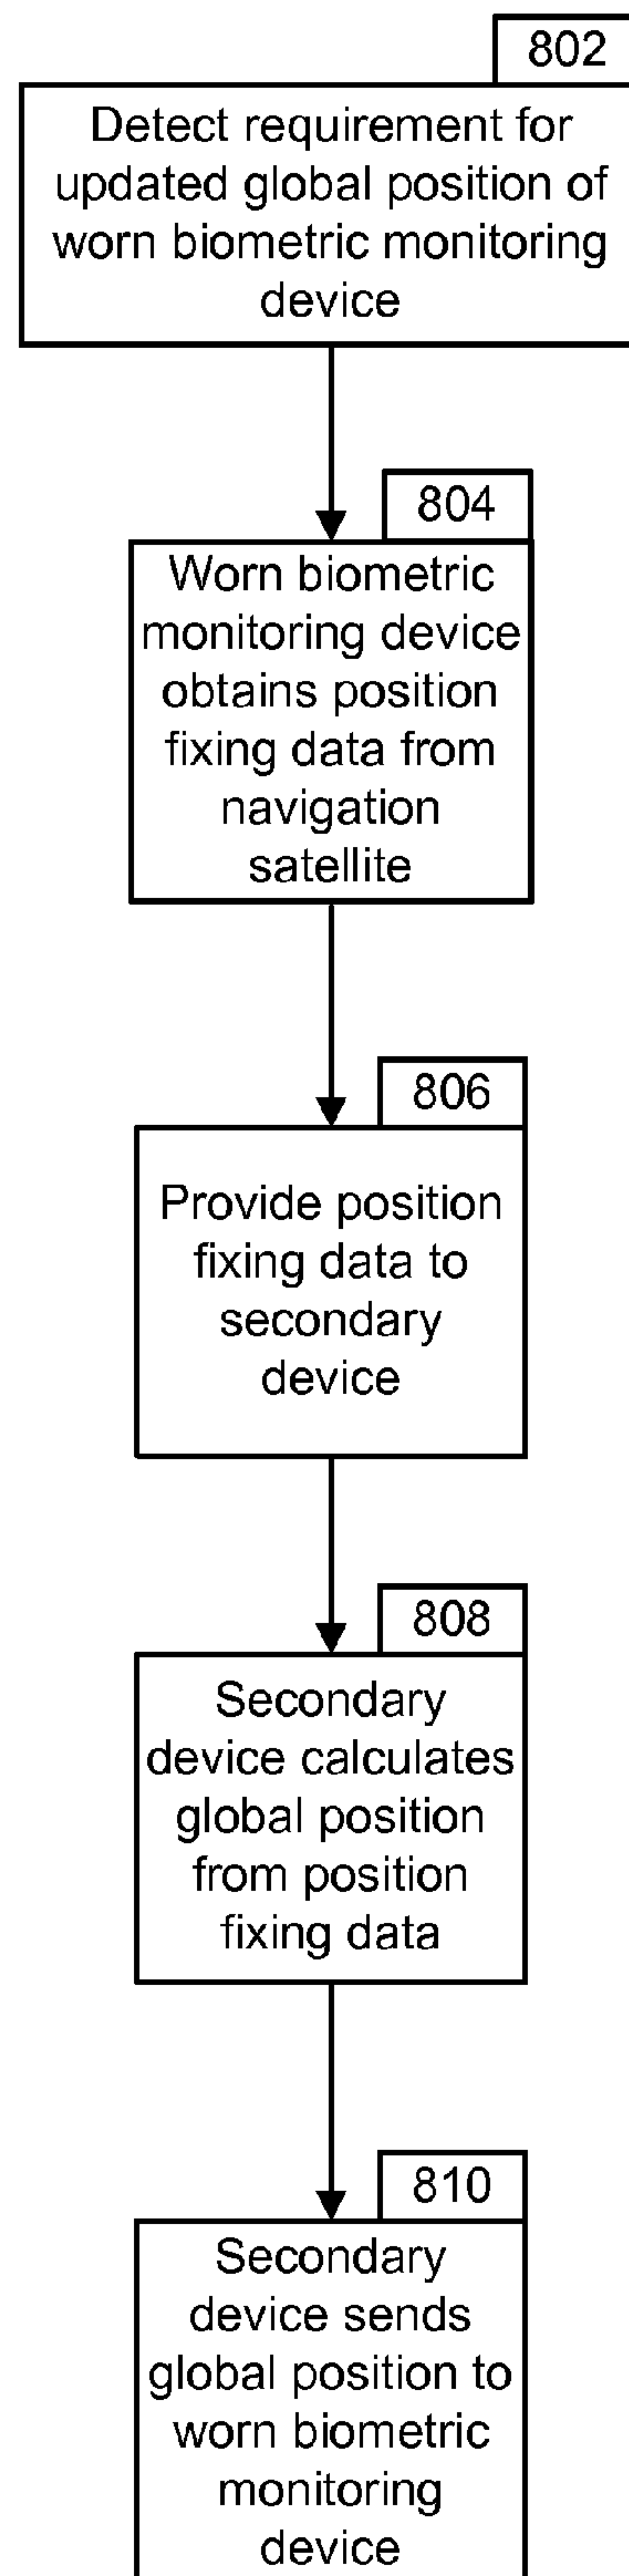 802
Detect requirement for
updated global position of
worn biometric monitoring
device
804
Worn biometric
monitoring device
obtains position
fixing data from
navigation
satellite
806
Provide position
fixing data to
secondary
device
808
Secondary
device calculates
global position
from position
fixing data
810
Secondary
device sends
global position to
worn biometric
monitoring
device